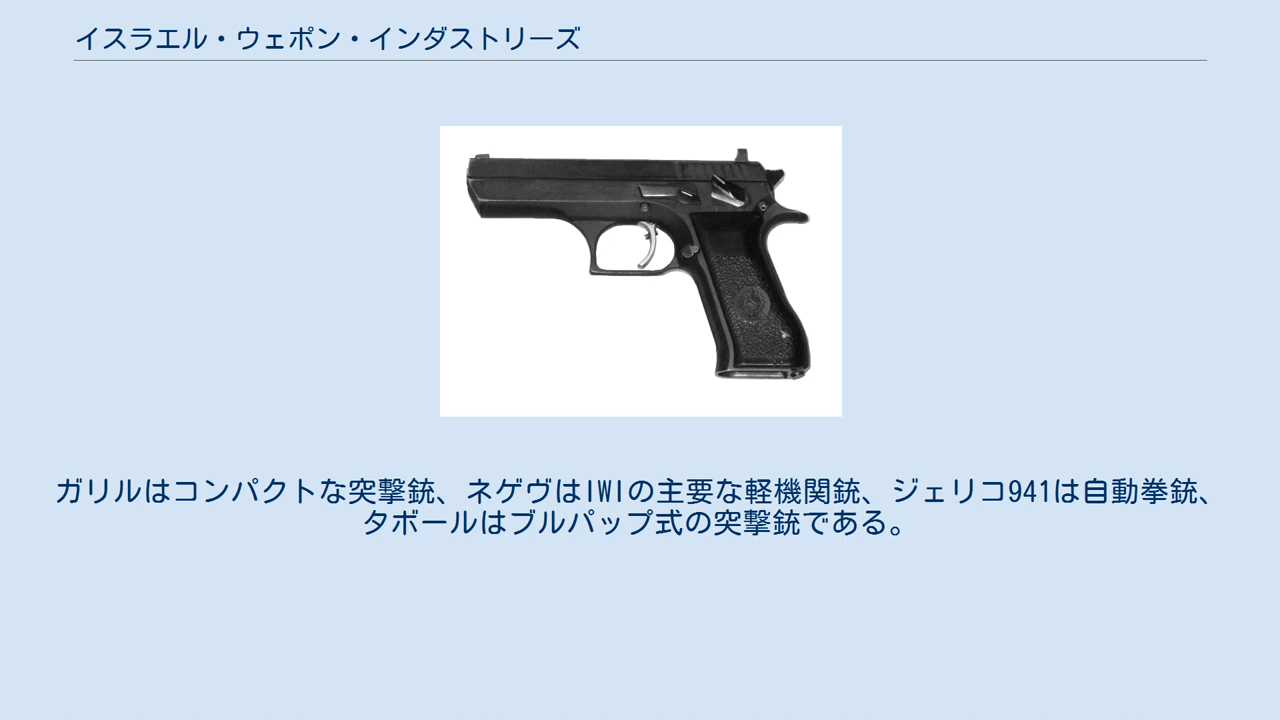 イスラエル・ウェポン・インダストリーズ
ガリルはコンパクトな突撃銃、ネゲヴはIWIの主要な軽機関銃、ジェリコ941は自動拳銃、
タボールはブルパップ式の突撃銃である。